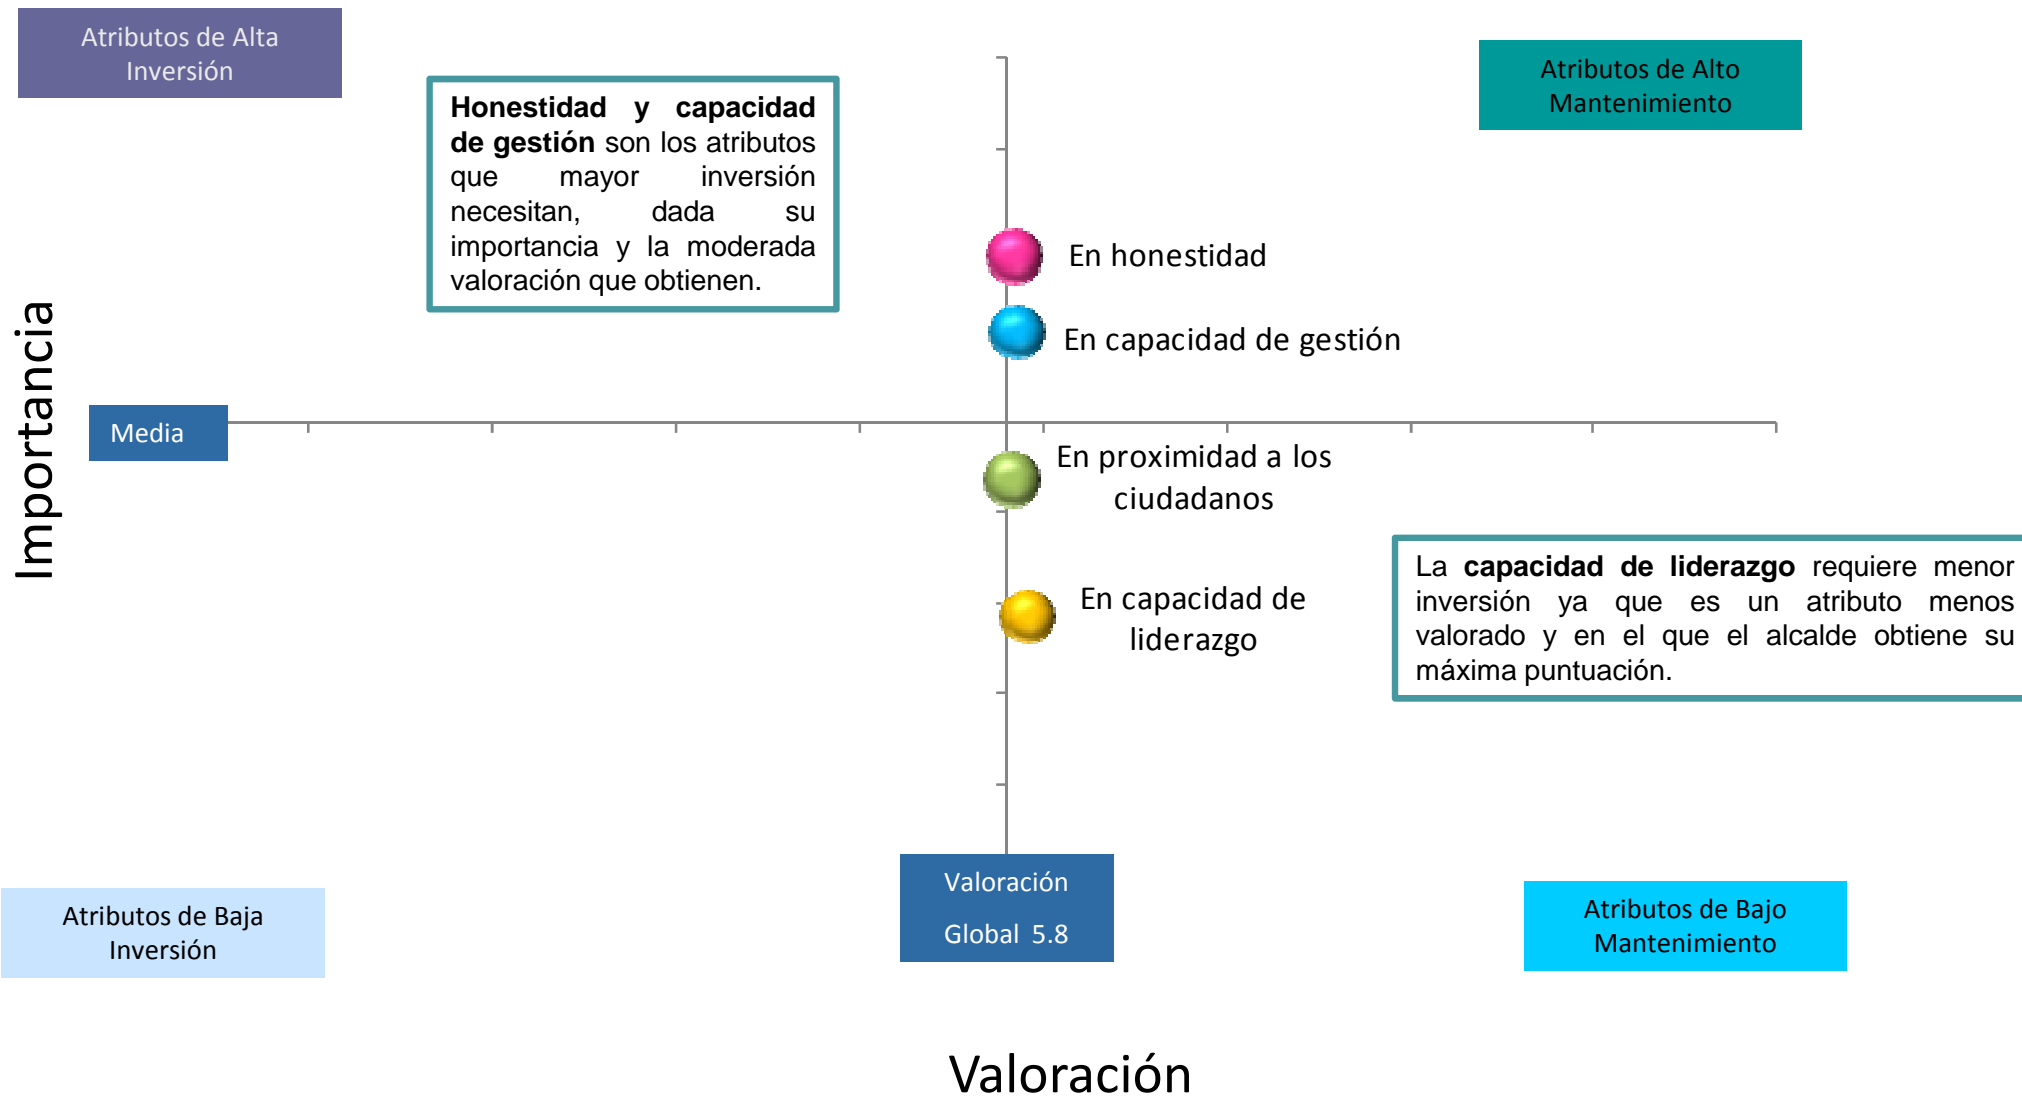 Atributos de Alta
Inversión
Atributos de Alto
Mantenimiento
Honestidad y capacidad
de gestión son los atributos
que mayor inversión
necesitan, dada su
importancia y la moderada
valoración que obtienen.
En honestidad
En capacidad de gestión
Importancia
Media
En proximidad a los
ciudadanos
En capacidad de
liderazgo
La capacidad de liderazgo requiere menor
inversión ya que es un atributo menos
valorado y en el que el alcalde obtiene su
máxima puntuación.
Valoración
Global 5.8
Atributos de Baja
Inversión
Atributos de Bajo
Mantenimiento
Valoración